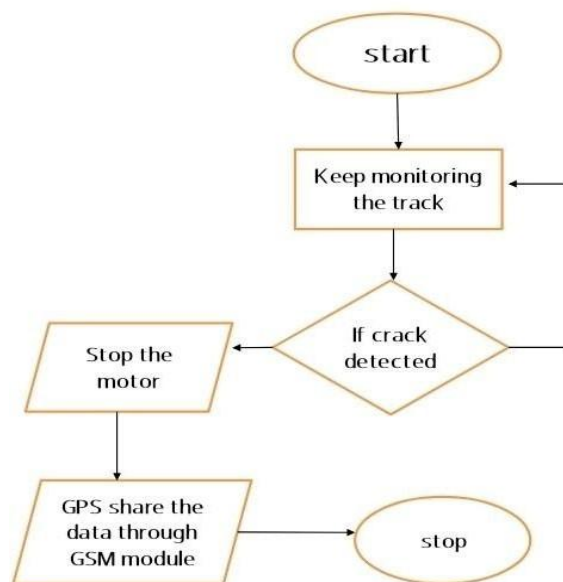 start
Keep monitoring
the track
If crack
detected
Stop the
motor
GPS share the
data through
GSM module
stop